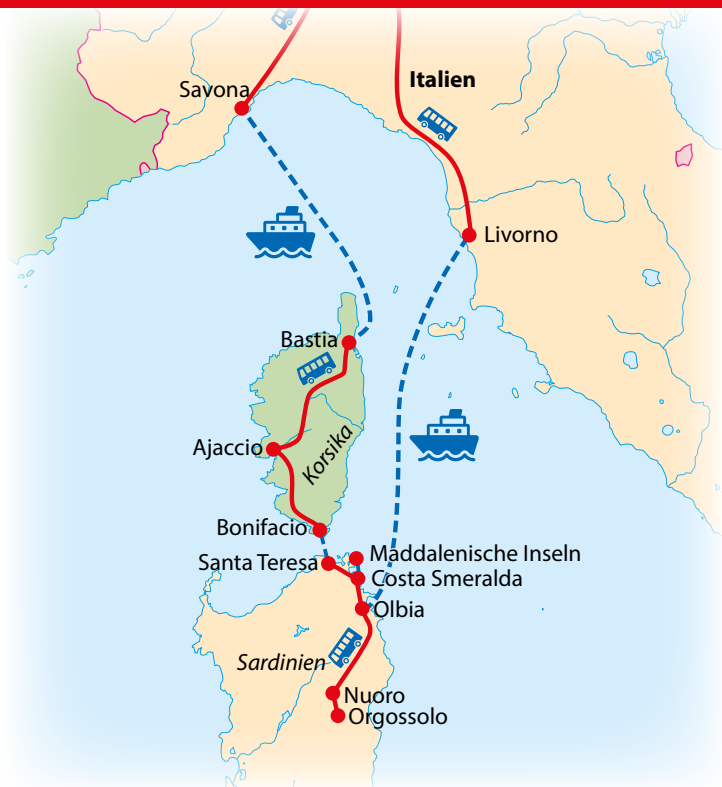 Italien
Savona
Livorno
Bastia
Korsika
Ajaccio
Bonifacio
Santa Teresa
Maddalenische Inseln
Costa Smeralda
Olbia
Sardinien
Nuoro
Orgossolo